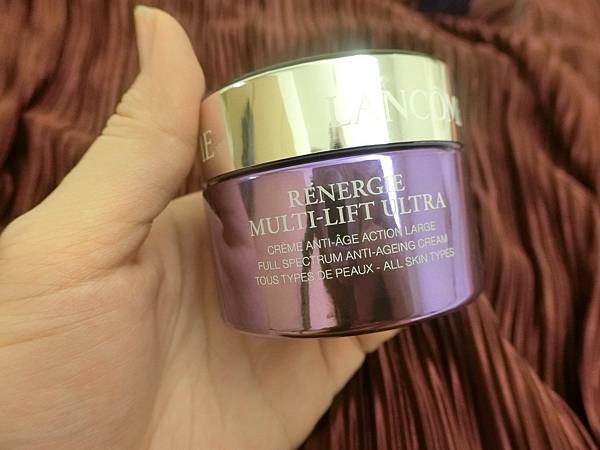 LANCÔME
RÉNERGIE
MULTI-LIFT ULTRA
CRÈME ANTI-ÂGE ACTION LARGE
FULL SPECTRUM ANTI-AGEING CREAM
TOUS TYPES DE PEAUX - ALL SKIN TYPES